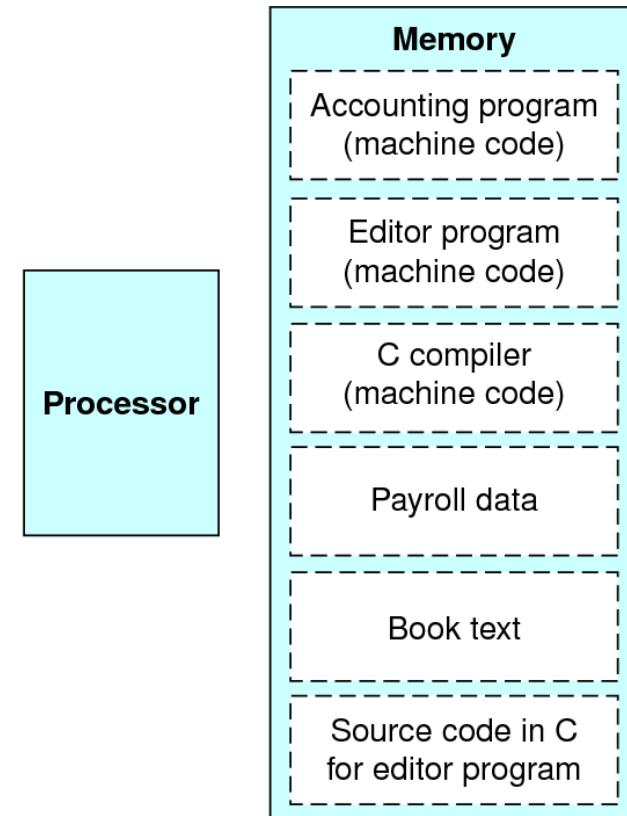 Memory
Accounting program
(machine code)
Editor program
(machine code)
C compiler
(machine code)
Processor
Payroll data
Book text
Source code in C
for editor program